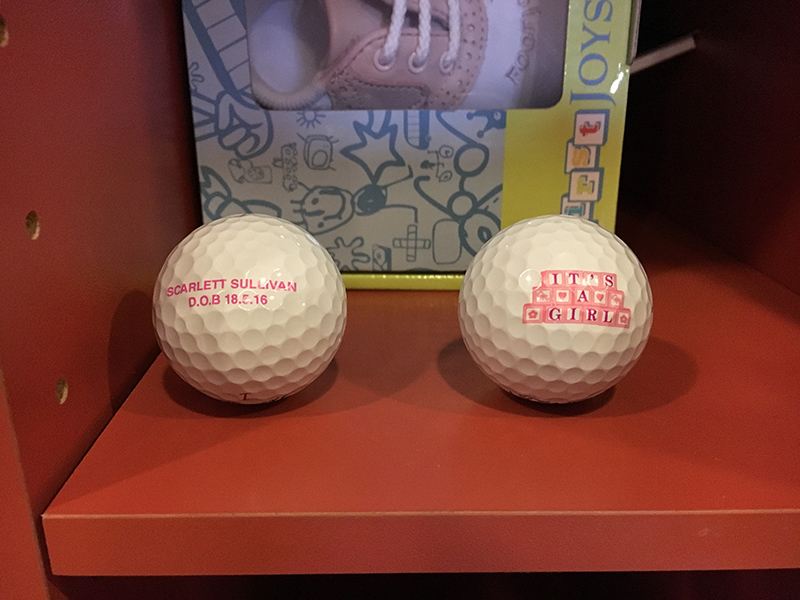 JOYS
SCARLETT SULLIVAN
D.O.B 18.5.16
IT'S
A
GIRL